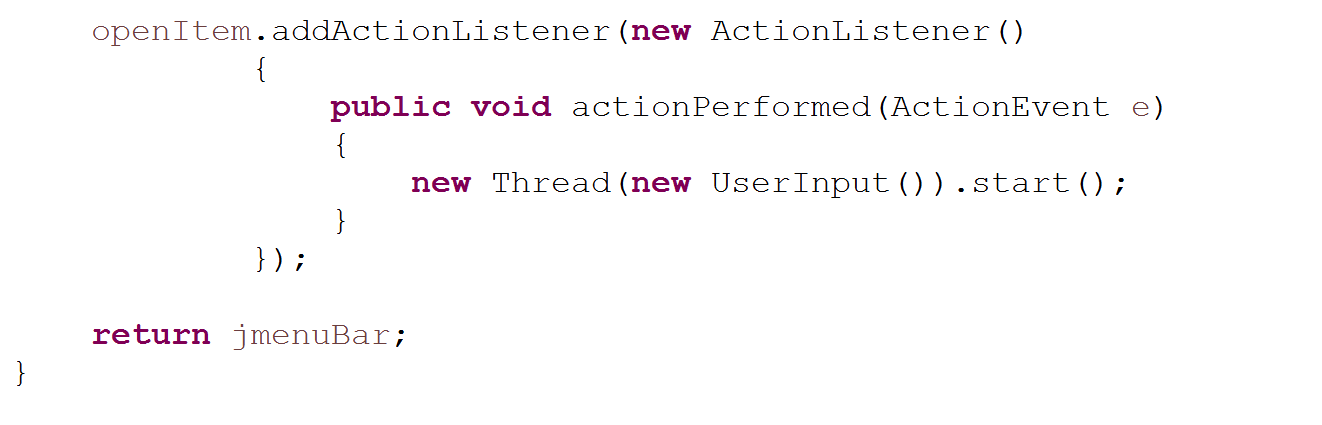 openItem.addActionListener(new ActionListener()
{
public void actionPerformed(ActionEvent e)
{
new Thread(new UserInput()).start();
}
});
return jmenuBar;
}